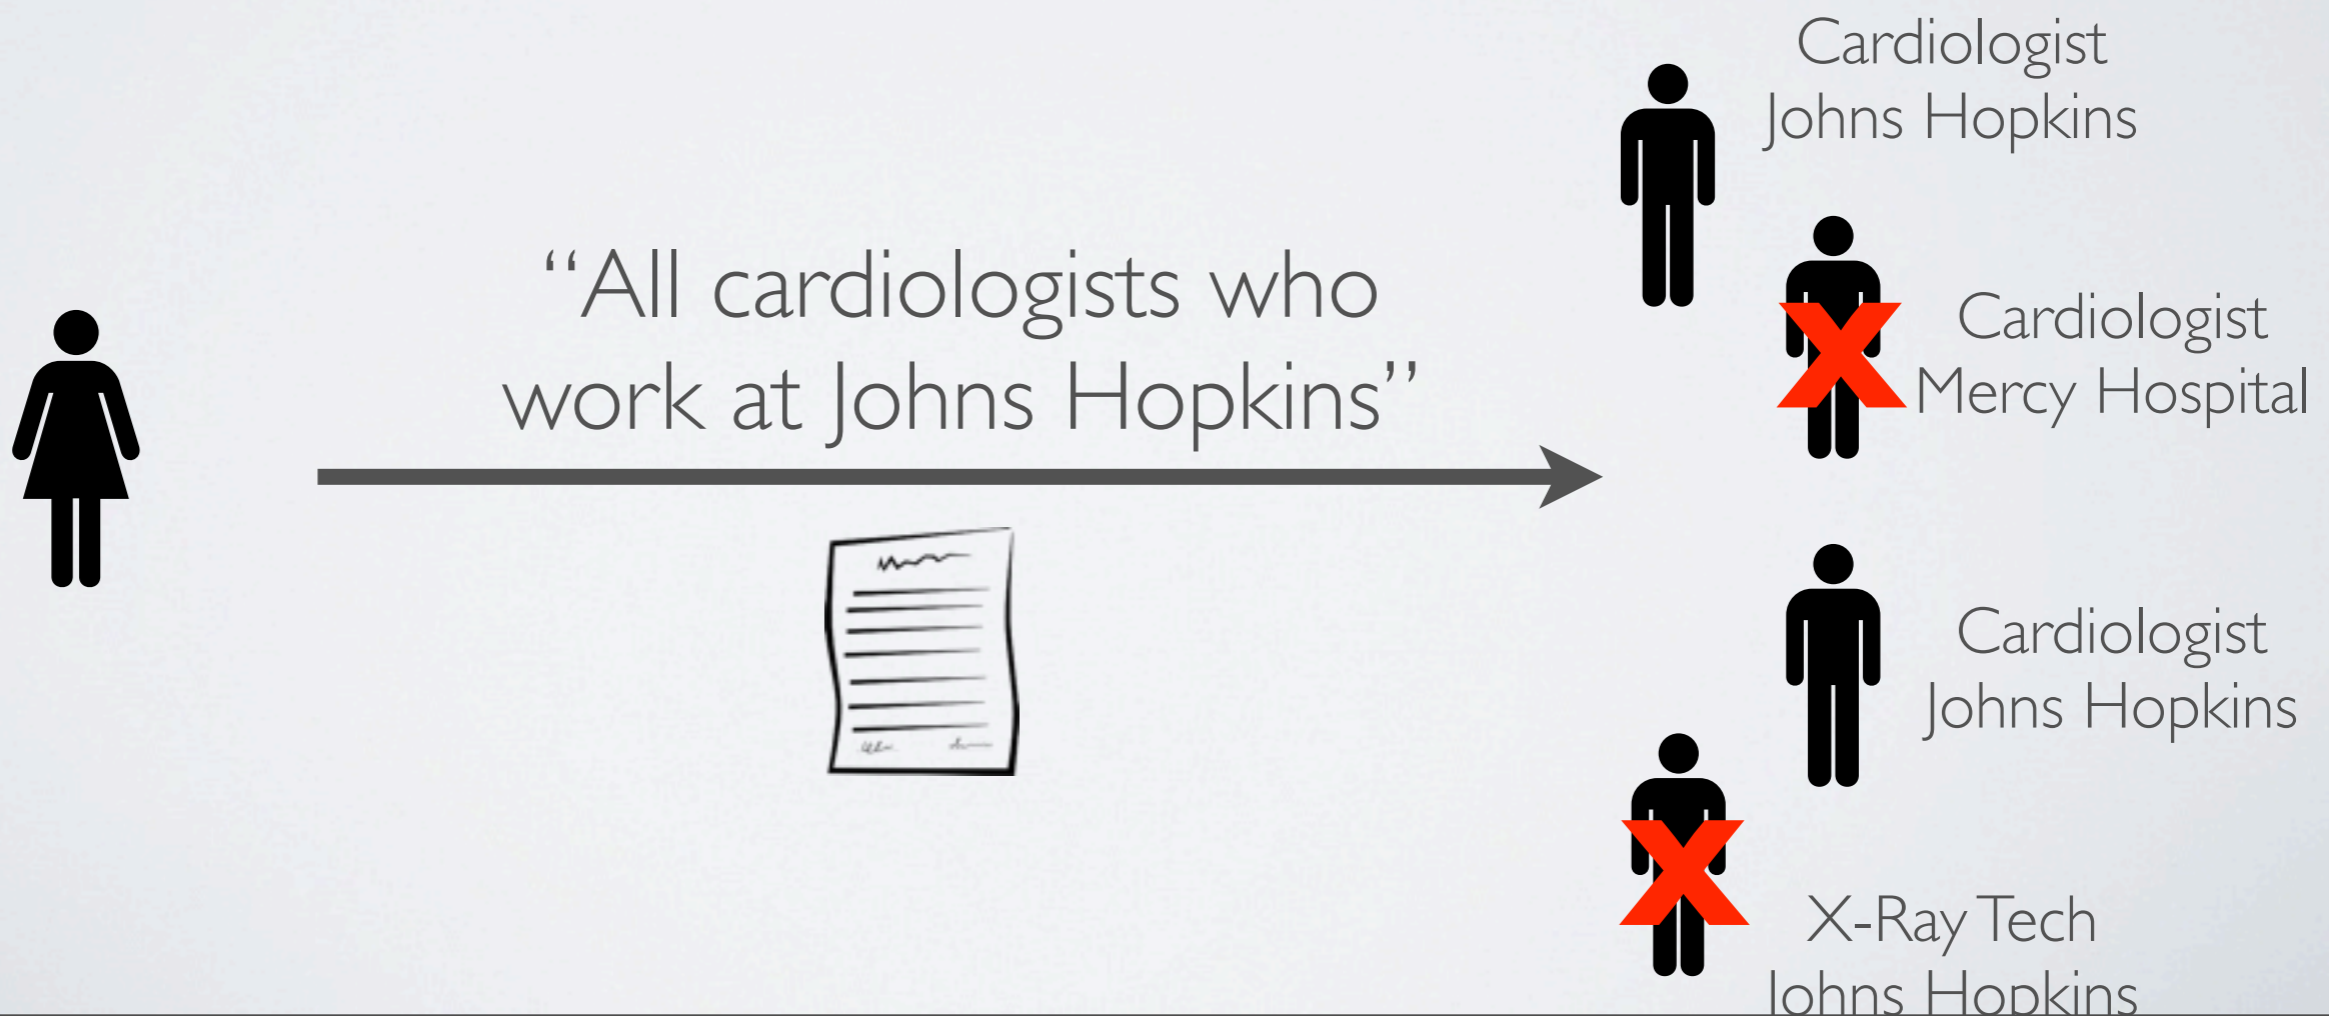 Cardiologist
Johns Hopkins
“All cardiologists who
work at Johns Hopkins”
Cardiologist
Mercy Hospital
Cardiologist
Johns Hopkins
X-Ray Tech
Johns Hopkins